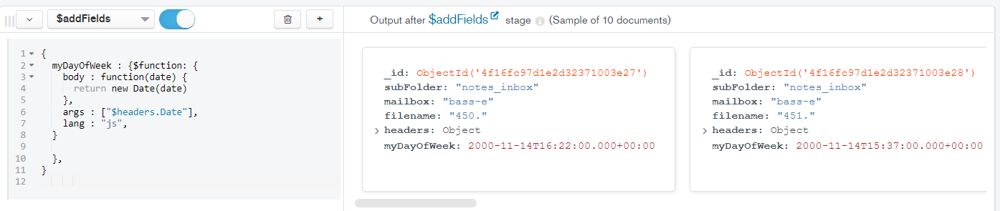 $addFields
+
Output after $addFields stage (Sample of 10 documents)
1 {
2 myDayOfWeek : {$function: {
3 body : function(date) {
4 return new Date(date)
5 },
6 args : ["$headers.Date"],
7 lang : "js",
8 }
9
10 },
11 }
12
_id: ObjectId('4f16fc97d1e2d32371003e27')
subFolder: "notes_inbox"
mailbox: "bass-e"
filename: "450."
headers: Object
myDayOfWeek: 2000-11-14T16:22:00.000+00:00
_id: ObjectId('4f16fc97d1e2d32371003e28')
subFolder: "notes_inbox"
mailbox: "bass-e"
filename: "451."
headers: Object
myDayOfWeek: 2000-11-14T15:37:00.000+00:00